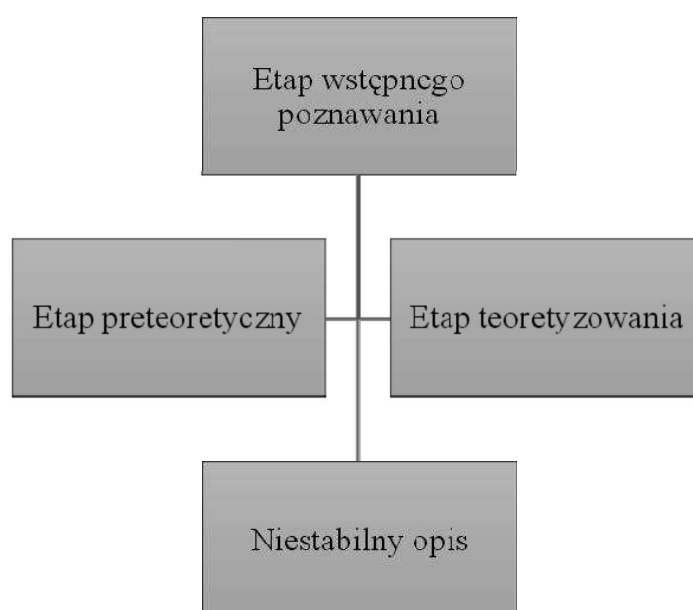 Etap wstępnego
poznawania
Etap preteoretyczny
Etap teoretyzowania
Niestabilny opis